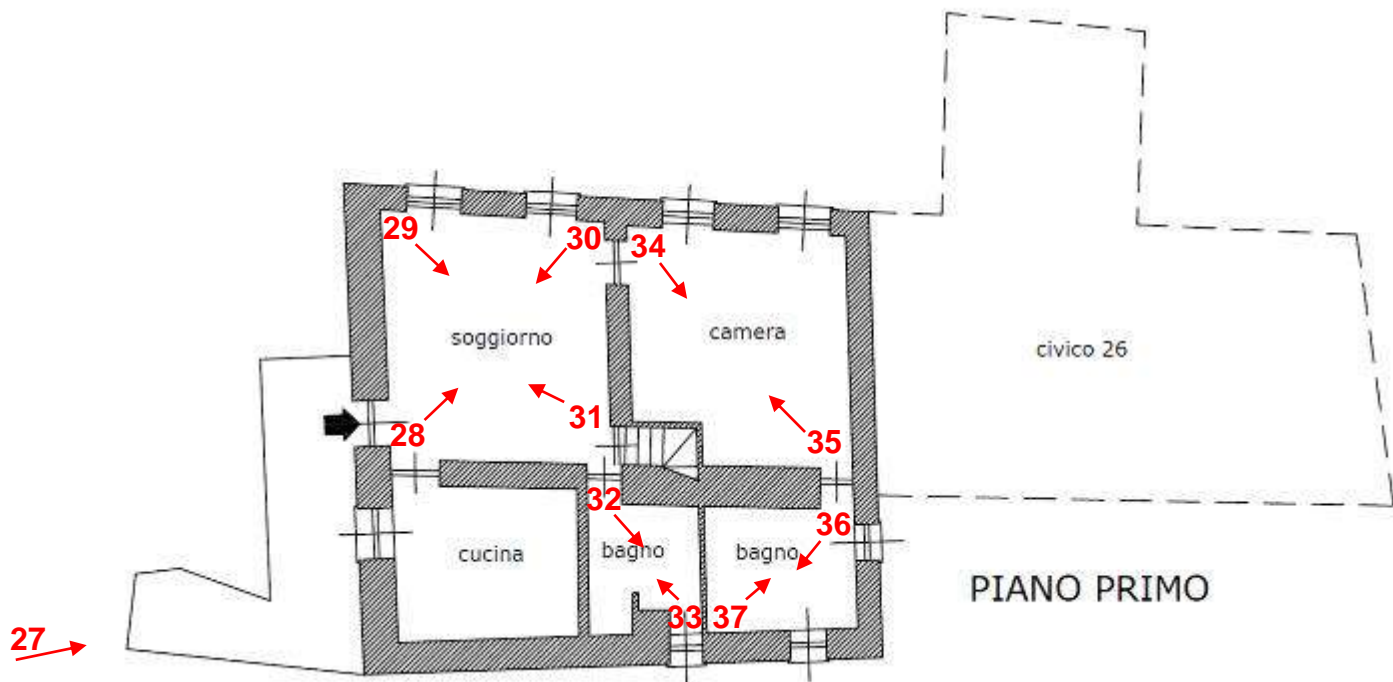 29
30
34
soggiorno
camera
civico 26
28
31
35
32
36
cucina
bagno
bagno
PIANO PRIMO
33
37
27